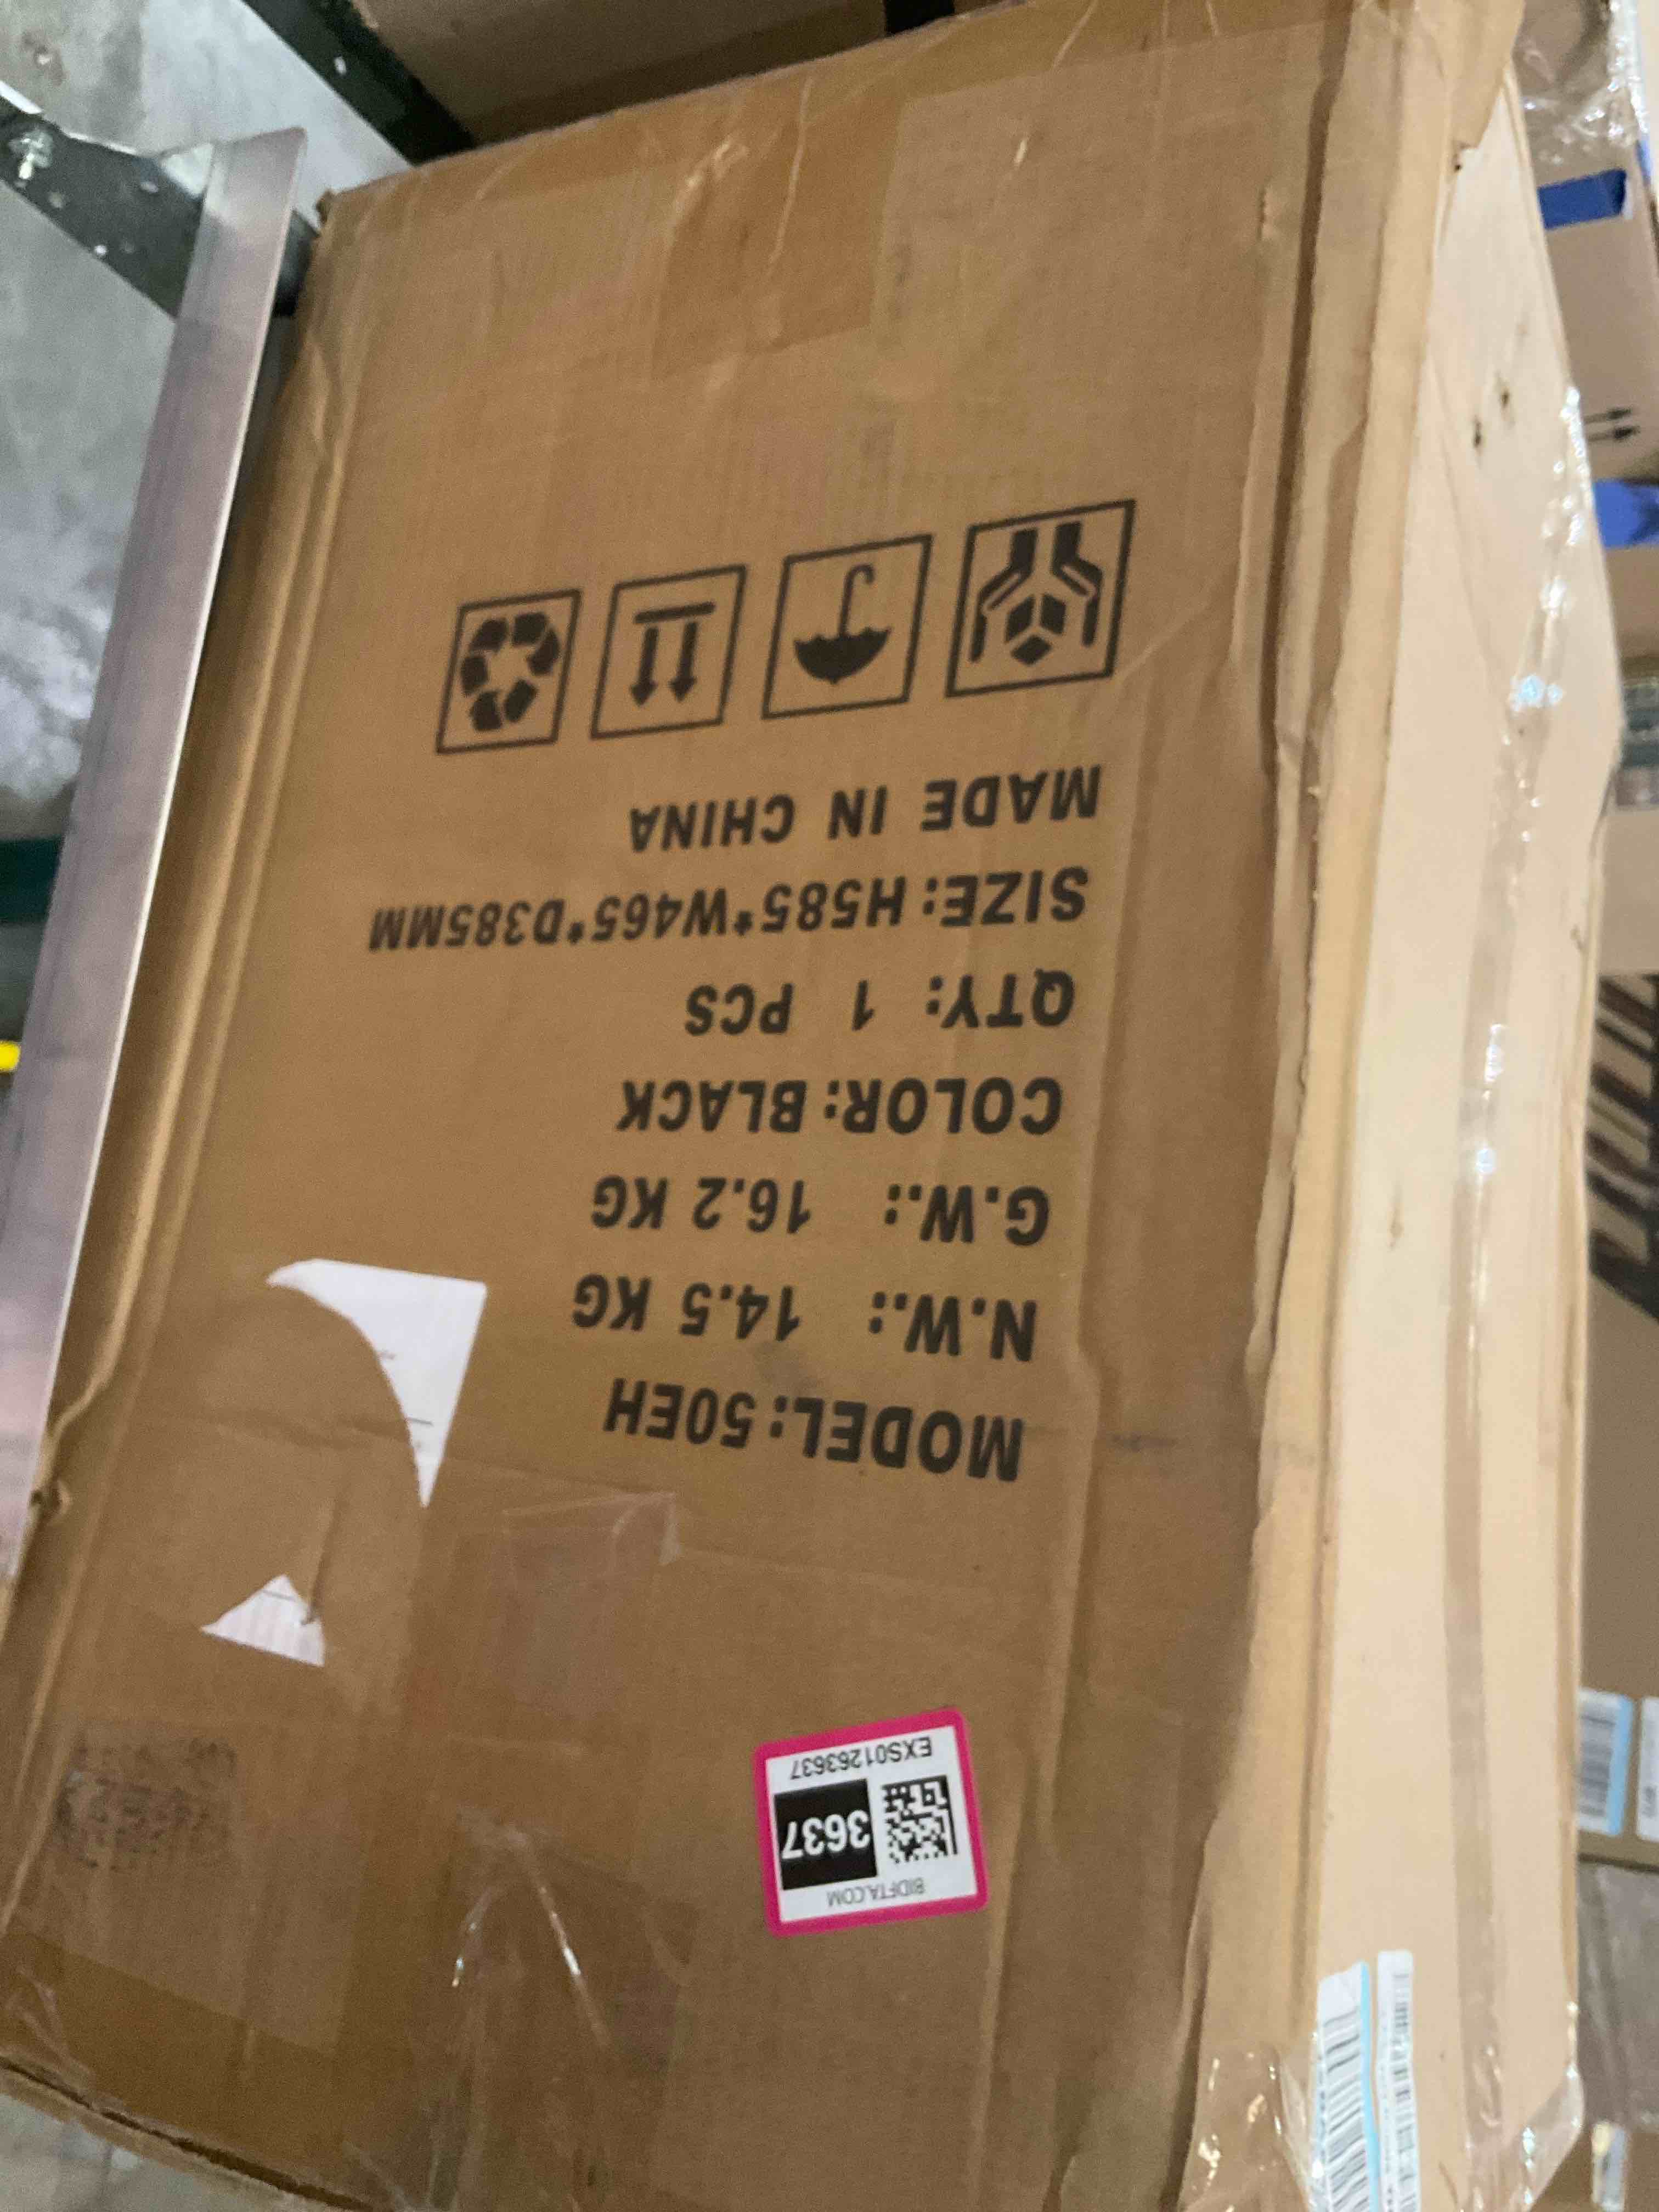 MODEL:50EH
N.W.: 14.5 KG
G.W.: 16.2 KG
COLOR:BLACK
QTY: 1 PCS
SIZE:H585*W465*D385MM
MADE IN CHINA
BIDFTA.COM
3637
EXS01263637